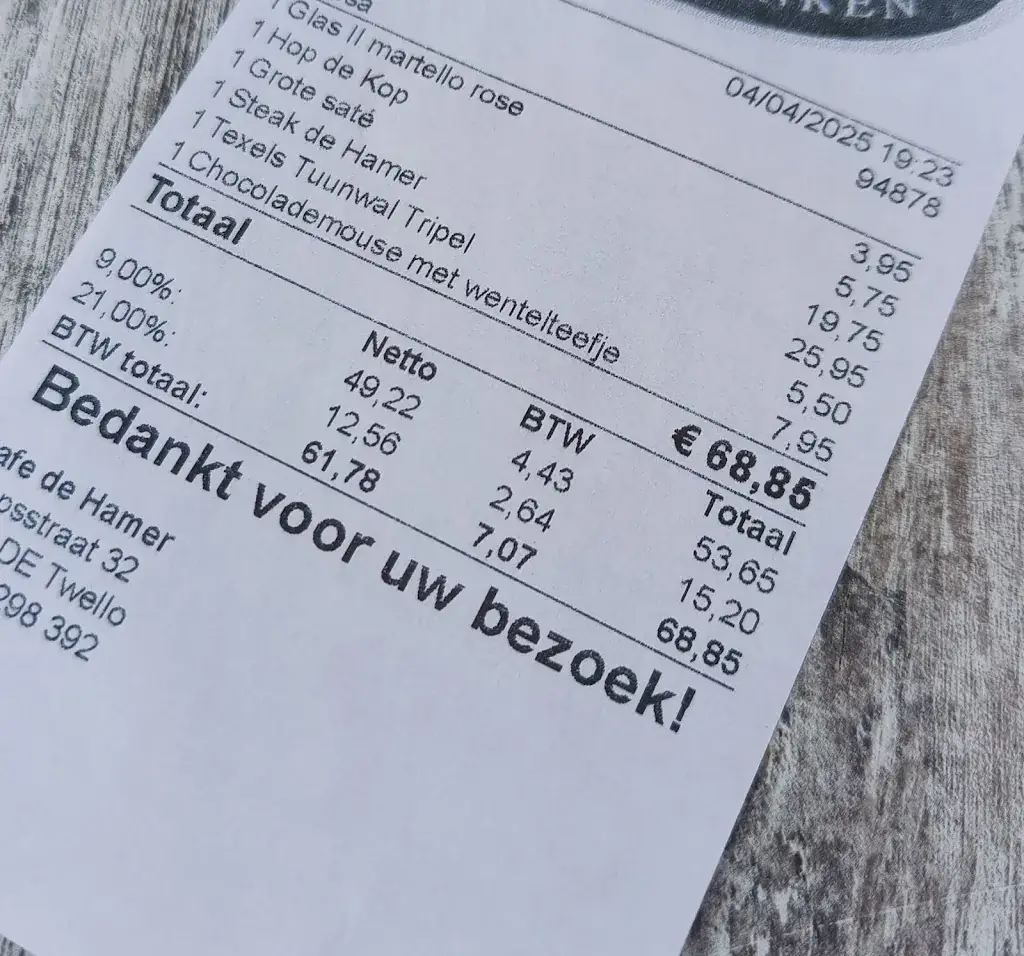 04/04/2025 19:23
94878
1 Glas Il martello rose 3,95
1 Hop de Kop 5,75
1 Grote saté 19,75
1 Steak de Hamer 25,95
1 Texels Tuunwal Tripel 5,50
1 Chocolademouse met wentelteefje 7,95
Totaal € 68,85
Netto BTW Totaal
9,00%: 49,22 4,43 53,65
21,00%: 12,56 2,64 15,20
BTW totaal: 61,78 7,07 68,85
Bedankt voor uw bezoek!
de Hamer
32
DE Twello
298 392